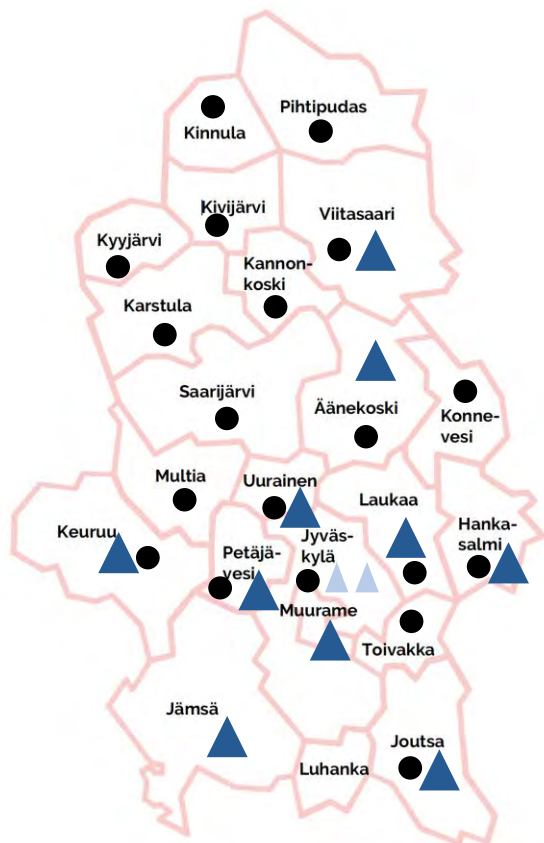 Pihtipudas
Kinnula
Kivijärvi
Viitasaari
Kyyjärvi
Kannon-
koski
Karstula
Saarijärvi
Äänekoski
Konne-
vesi
Multia
Uurainen
Laukaa
Keuruu
Hanka-
salmi
Jyväs-
kylä
Petäjä-
vesi
Muurame
Toivakka
Jämsä
Joutsa
Luhanka